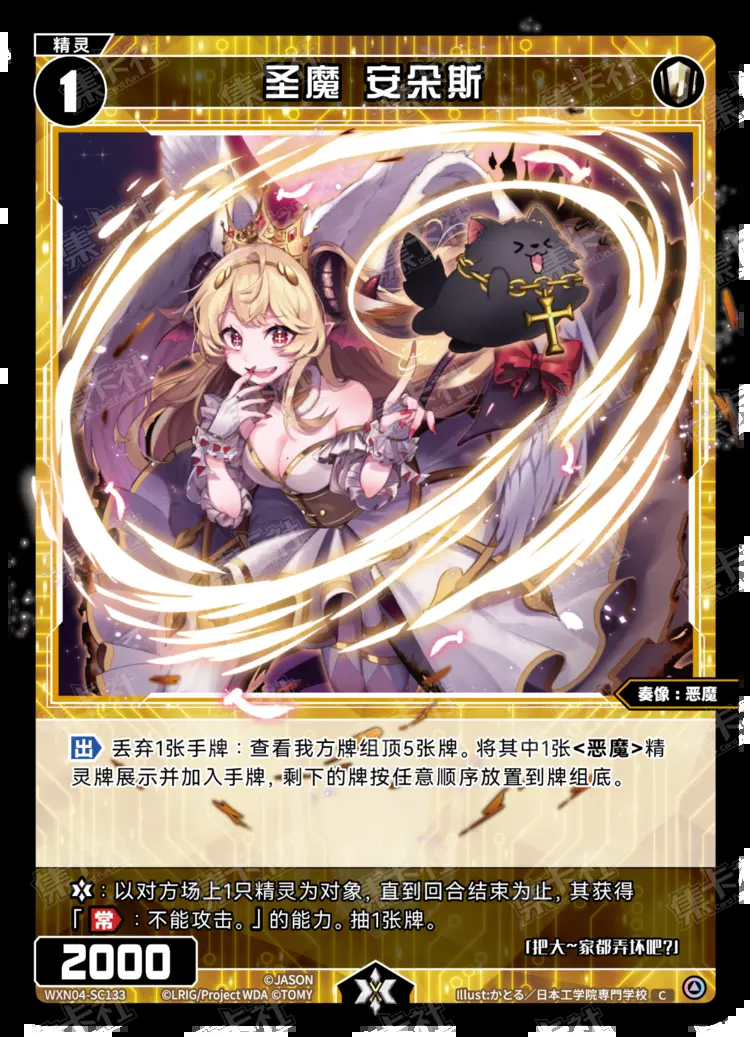 精灵
1
圣魔 安朵斯
奏像：恶魔
出 丢弃1张手牌：查看我方牌组顶5张牌。将其中1张<恶魔>精
灵牌展示并加入手牌, 剩下的牌按任意顺序放置到牌组底。
：以对方场上1只精灵为对象, 直到回合结束为止, 其获得
「常：不能攻击。」的能力。抽1张牌。
「把大~家都弄坏吧?」
2000
©JASON
WXN04-SC133 ©LRIG/Project WDA ©TOMY Illust:かとる／日本工学院専門学校 C
集卡社